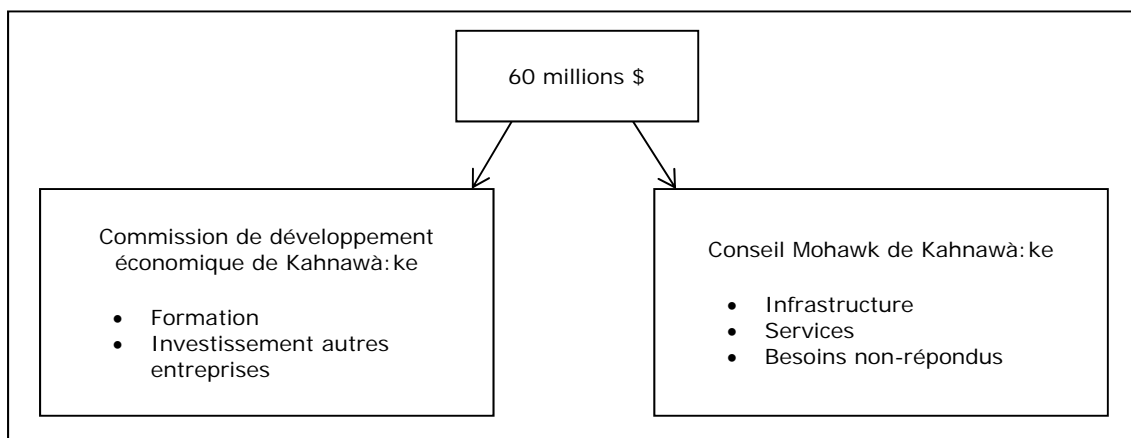 60 millions $
Commission de développement
économique de Kahnawà:ke
• Formation
• Investissement autres
entreprises
Conseil Mohawk de Kahnawà:ke
• Infrastructure
• Services
• Besoins non-répondus